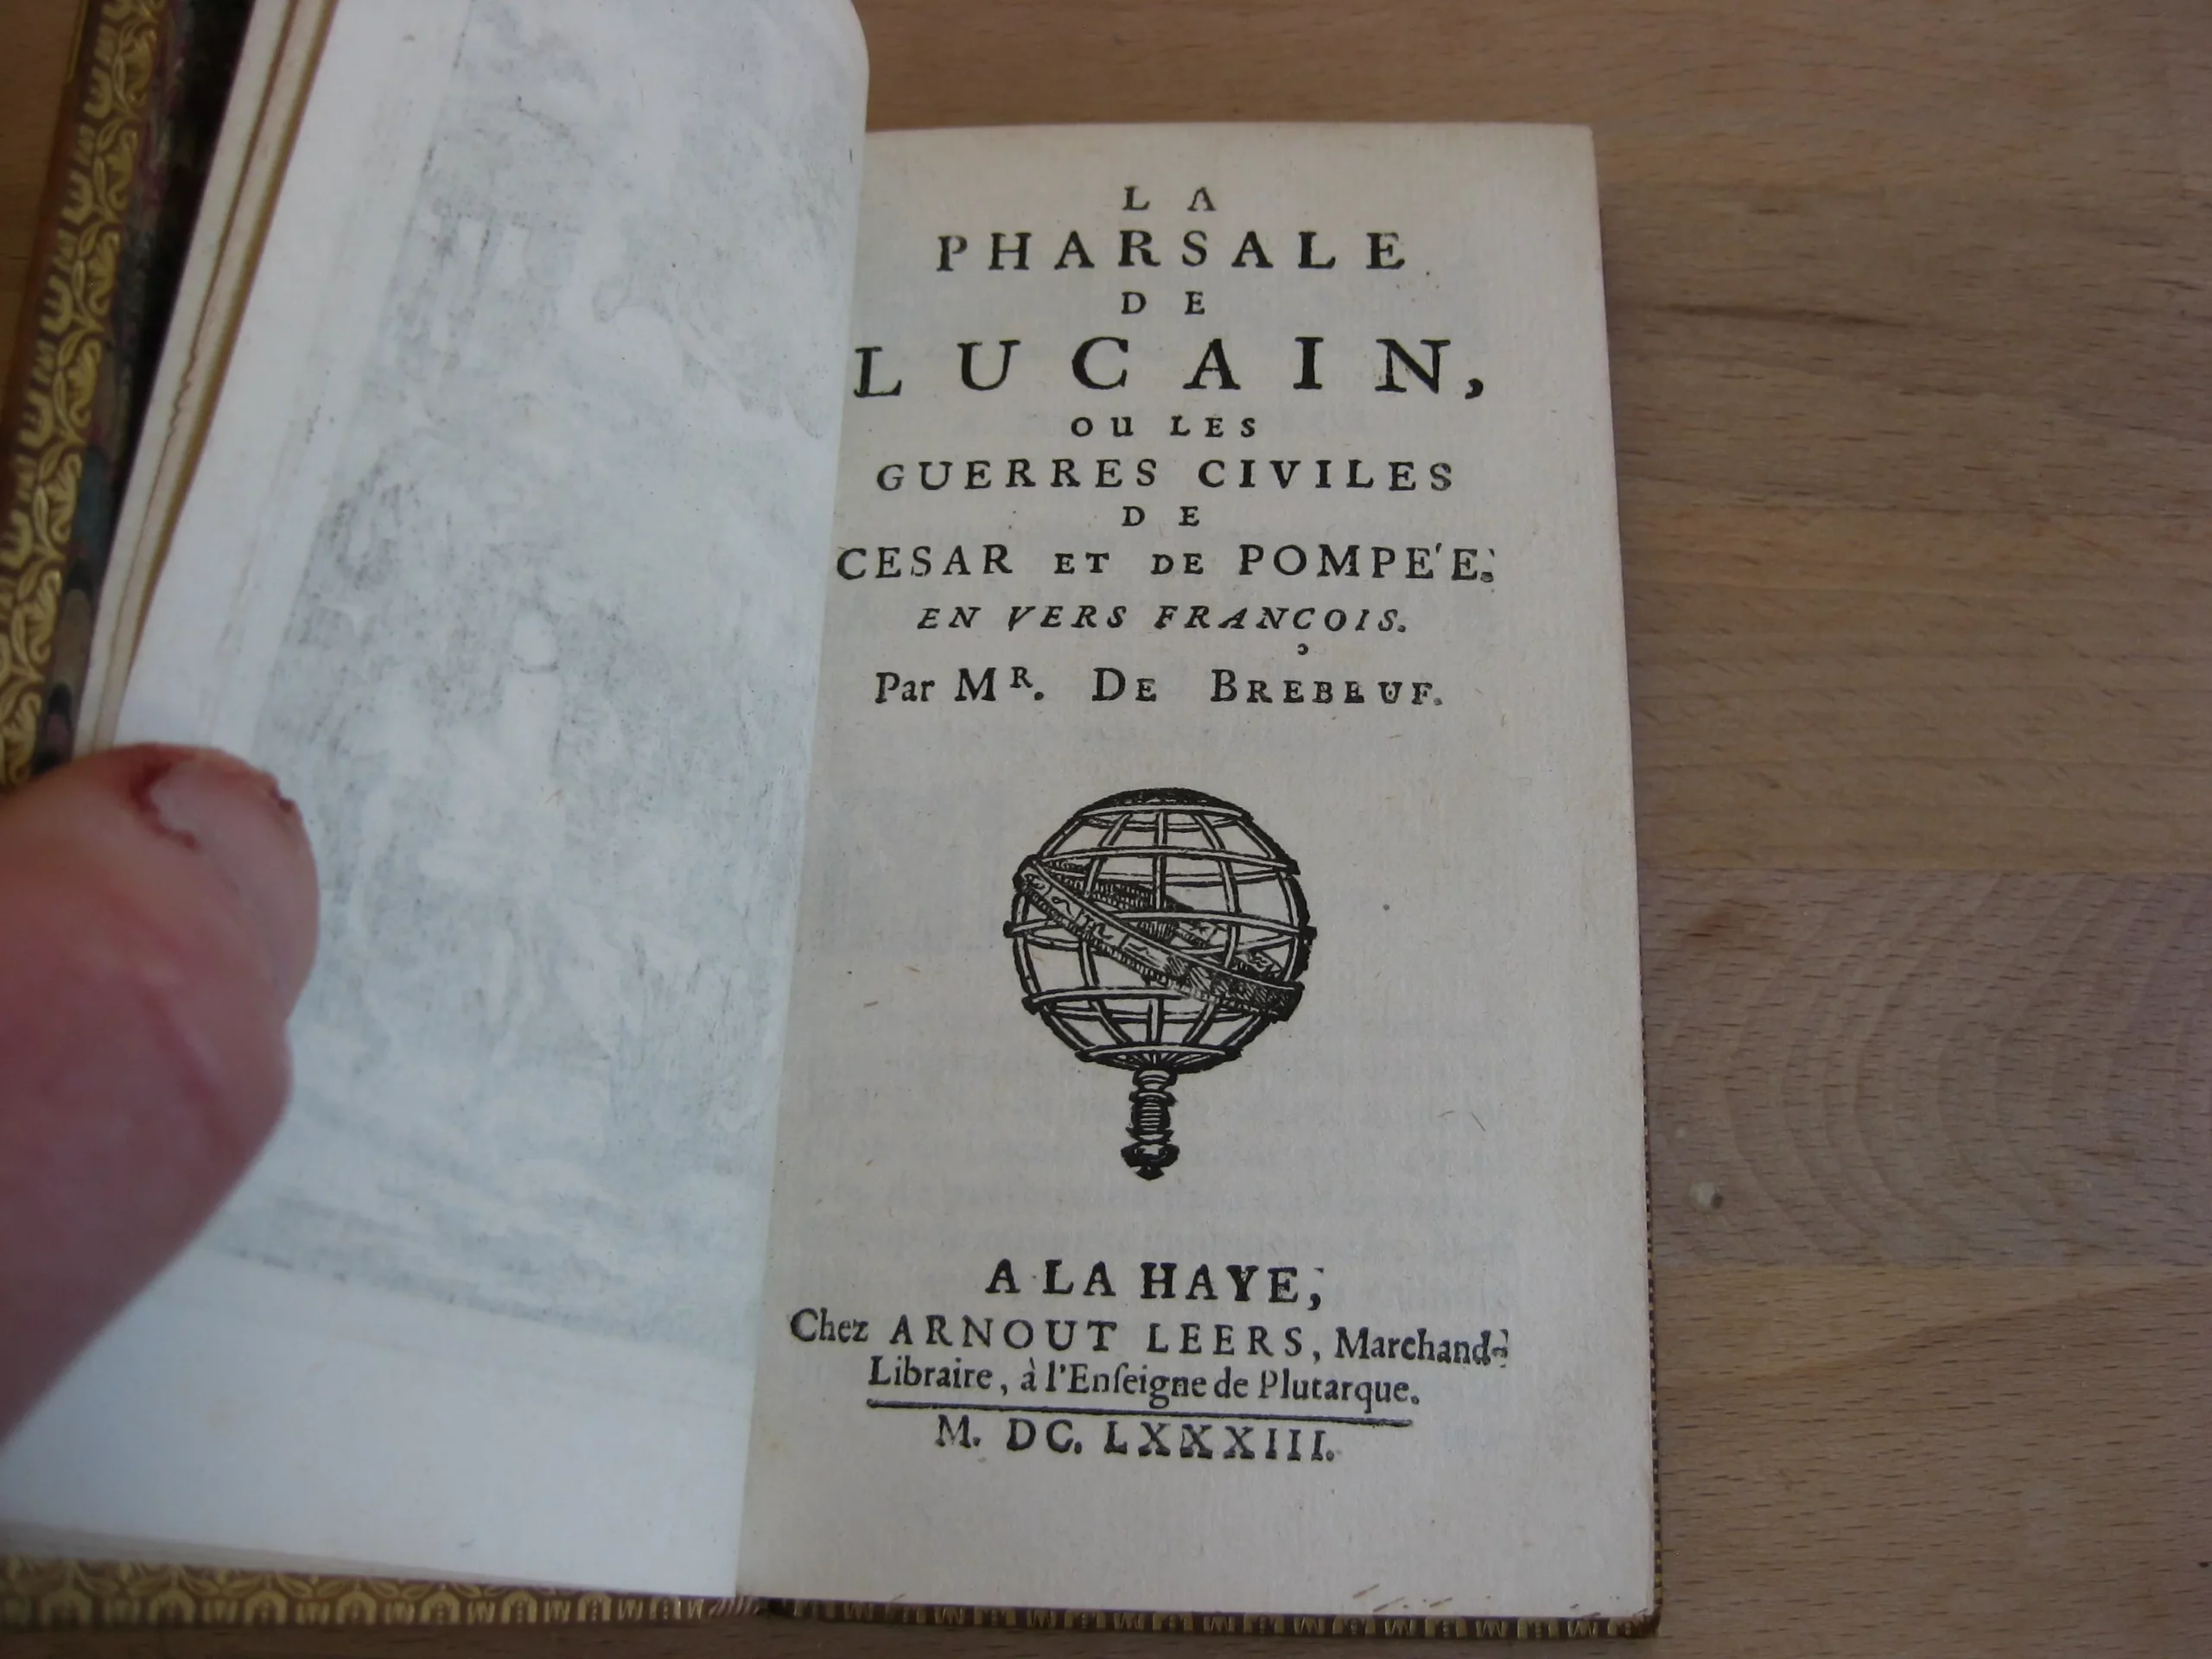 LA
PHARSALE
DE
LUCAIN,
OU LES
GUERRES CIVILES
DE
CESAR ET DE POMPE'E;
EN VERS FRANÇOIS.
Par MR. DE BREBEUF.
A LA HAYE,
Chez ARNOUT LEERS, Marchand-
Libraire, à l'Enſeigne de Plutarque.
M. DC. LXXXIII.